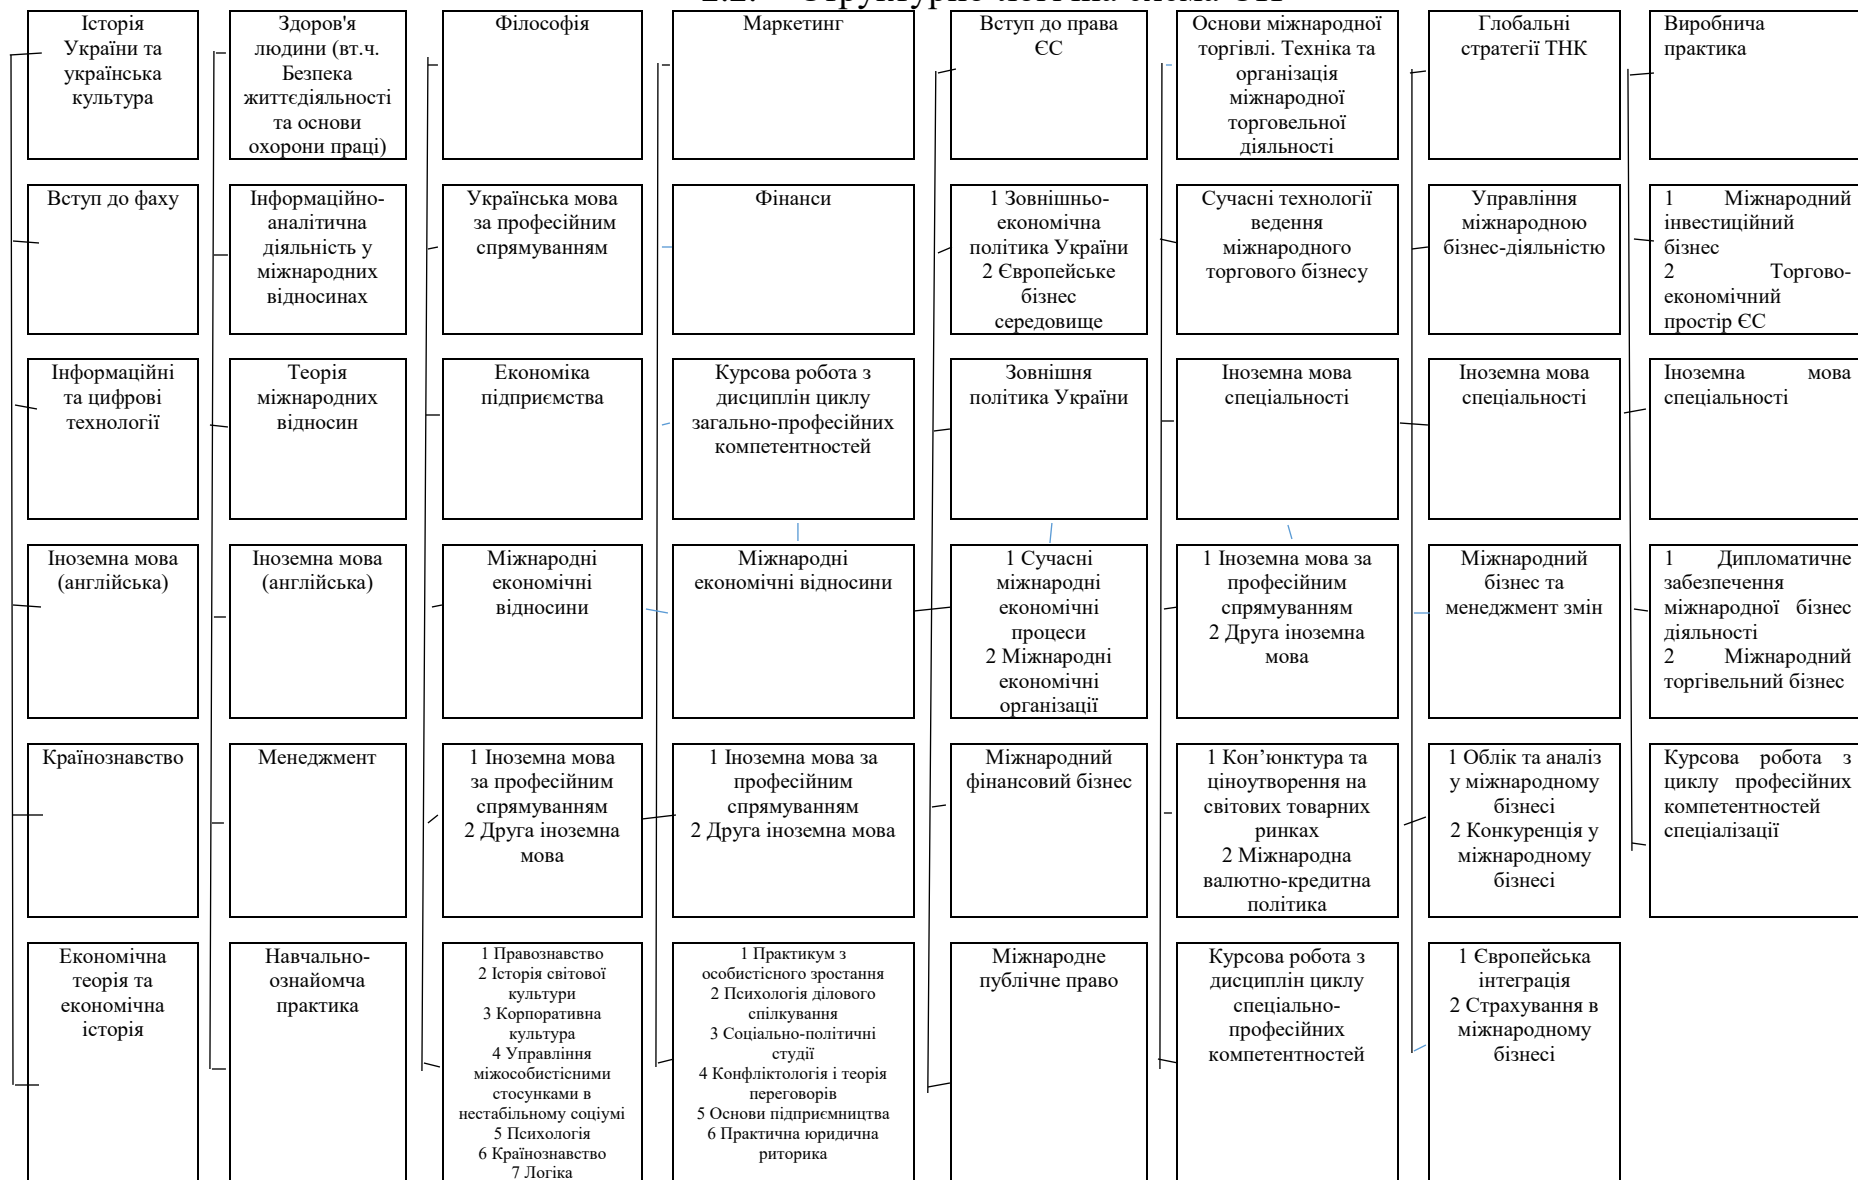 Історія
України та
українська
культура
Здоров'я
людини (вт.ч.
Безпека
життєдіяльності
та основи
охорони праці)
Філософія
Маркетинг
Вступ до права
ЄС
Основи міжнародної
торгівлі. Техніка та
організація
міжнародної
торговельної
діяльності
Глобальні
стратегії ТНК
Виробнича
практика
Вступ до фаху
Інформаційно-
аналітична
діяльність у
міжнародних
відносинах
Українська мова
за професійним
спрямуванням
Фінанси
1 Зовнішньо-
економічна
політика України
2 Європейське
бізнес
середовище
Сучасні технології
ведення
міжнародного
торгового бізнесу
Управління
міжнародною
бізнес-діяльністю
1 Міжнародний
інвестиційний
бізнес
2 Торгово-
економічний
простір ЄС
Інформаційні
та цифрові
технології
Теорія
міжнародних
відносин
Економіка
підприємства
Курсова робота з
дисциплін циклу
загально-професійних
компетентностей
Зовнішня
політика України
Іноземна мова
спеціальності
Іноземна мова
спеціальності
Іноземна мова
спеціальності
Іноземна мова
(англійська)
Іноземна мова
(англійська)
Міжнародні
економічні
відносини
Міжнародні
економічні відносини
1 Сучасні
міжнародні
економічні
процеси
2 Міжнародні
економічні
організації
1 Іноземна мова за
професійним
спрямуванням
2 Друга іноземна
мова
Міжнародний
бізнес та
менеджмент змін
1 Дипломатичне
забезпечення
міжнародної бізнес
діяльності
2 Міжнародний
торгівельний бізнес
Країнознавство
Менеджмент
1 Іноземна мова
за професійним
спрямуванням
2 Друга іноземна
мова
1 Іноземна мова за
професійним
спрямуванням
2 Друга іноземна мова
Міжнародний
фінансовий бізнес
1 Кон’юнктура та
ціноутворення на
світових товарних
ринках
2 Міжнародна
валютно-кредитна
політика
1 Облік та аналіз
у міжнародному
бізнесі
2 Конкуренція у
міжнародному
бізнесі
Курсова робота з
циклу професійних
компетентностей
спеціалізації
Економічна
теорія та
економічна
історія
Навчально-
ознайомча
практика
1 Правознавство
2 Історія світової
культури
3 Корпоративна
культура
4 Управління
міжособистісними
стосунками в
нестабільному соціумі
5 Психологія
6 Країнознавство
7 Логіка
1 Практикум з
особистісного зростання
2 Психологія ділового
спілкування
3 Соціально-політичні
студії
4 Конфліктологія і теорія
переговорів
5 Основи підприємництва
6 Практична юридична
риторика
Міжнародне
публічне право
Курсова робота з
дисциплін циклу
спеціально-
професійних
компетентностей
1 Європейська
інтеграція
2 Страхування в
міжнародному
бізнесі